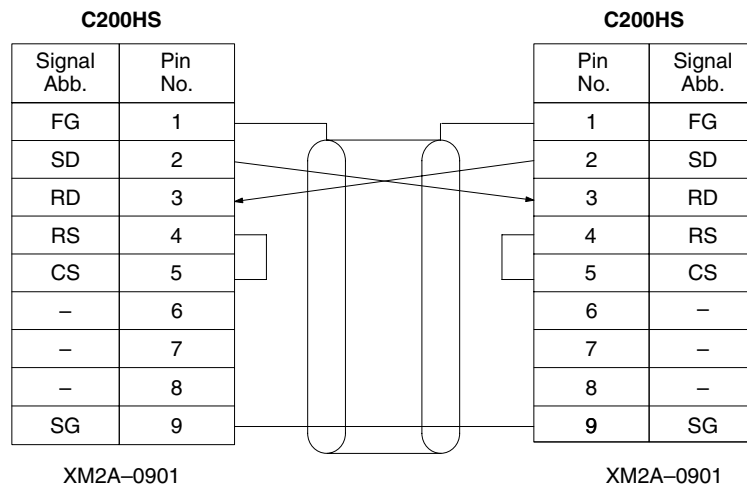 C200HS C200HS
Signal Abb. Pin No. Pin No. Signal Abb.
FG 1 1 FG
SD 2 2 SD
RD 3 3 RD
RS 4 4 RS
CS 5 5 CS
– 6 6 –
– 7 7 –
– 8 8 –
SG 9 9 SG
XM2A–0901 XM2A–0901